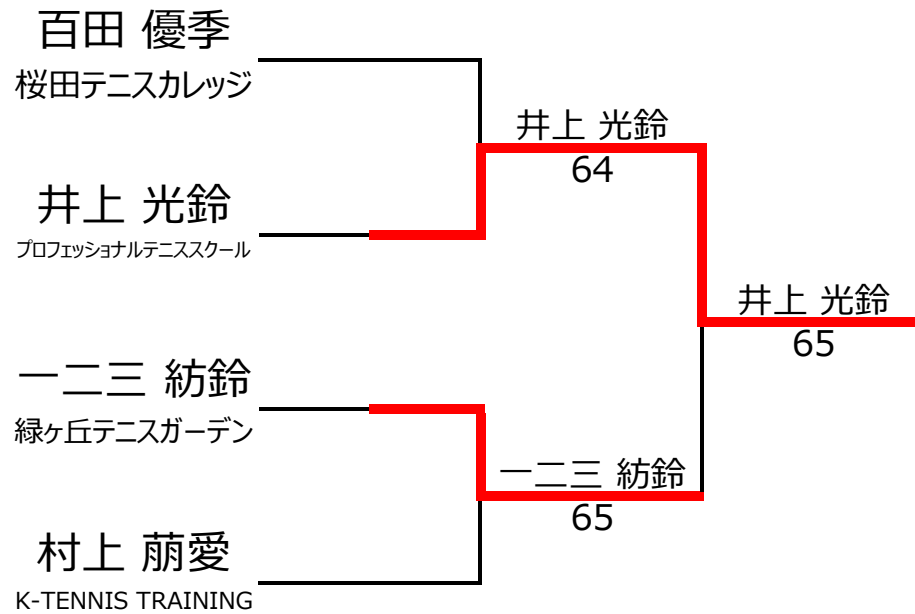 百田 優季
桜田テニスカレッジ
井上 光鈴
64
井上 光鈴
プロフェッショナルテニススクール
井上 光鈴
65
一二三 紡鈴
緑ヶ丘テニスガーデン
一二三 紡鈴
65
村上 萠愛
K-TENNIS TRAINING